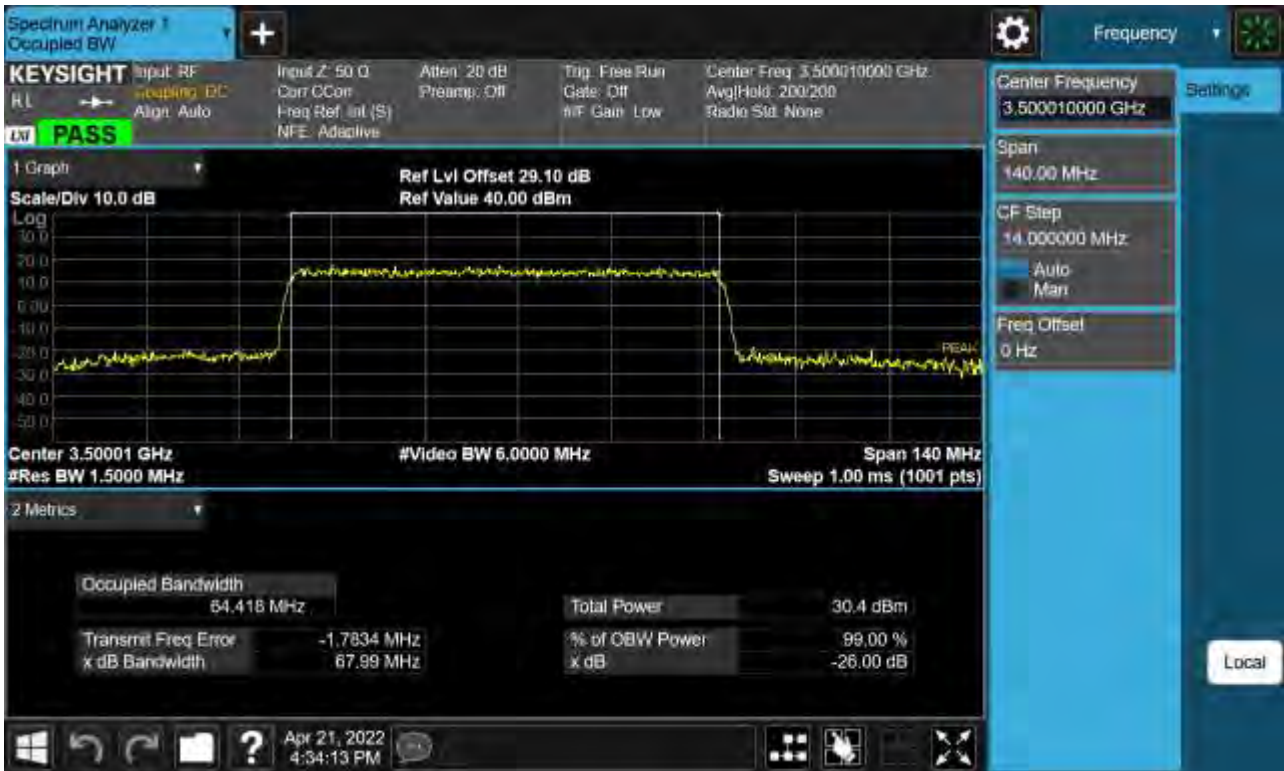 Spectrum Analyzer 1
Occupied BW
Frequency
KEYSIGHT
Input: RF
Coupling: DC
Align: Auto
Input Z: 50 Ω
Corr CCorr
Freq Ref: Int (S)
NFE: Adaptive
Atten: 20 dB
Preamp: Off
Trig: Free Run
Gate: Off
#IF Gain: Low
Center Freq: 3.500010000 GHz
Avg|Hold: 200/200
Radio Std: None
RL
LXI
PASS
Center Frequency
3.500010000 GHz
Settings
Span
140.00 MHz
CF Step
14.000000 MHz
Auto
Man
Freq Offset
0 Hz
Local
1 Graph
Scale/Div 10.0 dB
Ref Lvl Offset 29.10 dB
Ref Value 40.00 dBm
Log
30.0
20.0
10.0
0.00
-10.0
-20.0
-30.0
-40.0
-50.0
PEAK
Center 3.50001 GHz
#Video BW 6.0000 MHz
Span 140 MHz
#Res BW 1.5000 MHz
Sweep 1.00 ms (1001 pts)
2 Metrics
Occupied Bandwidth
64.418 MHz
Total Power 30.4 dBm
Transmit Freq Error -1.7834 MHz
% of OBW Power 99.00 %
x dB Bandwidth 67.99 MHz
x dB -26.00 dB
Apr 21, 2022
4:34:13 PM